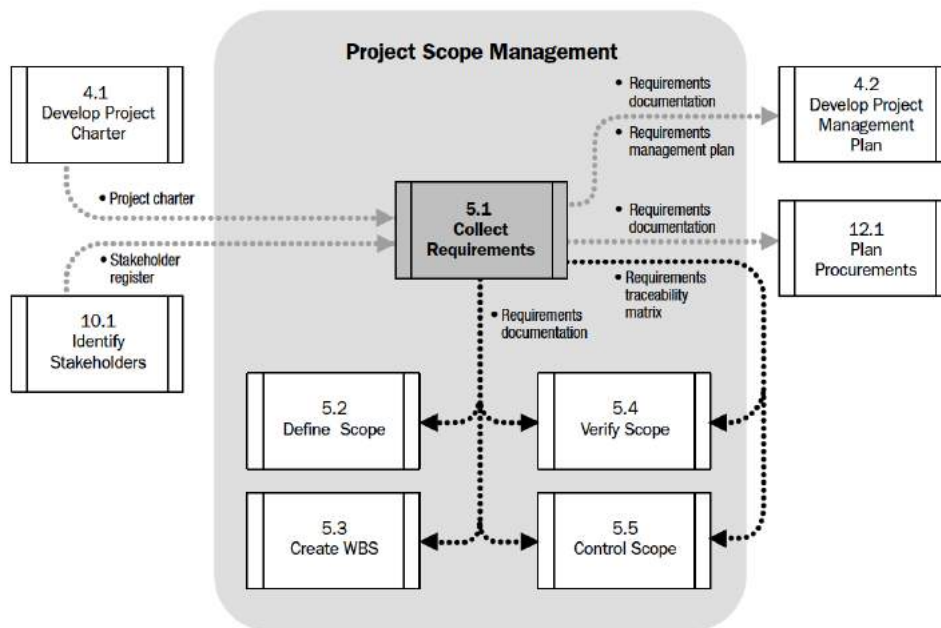 Project Scope Management
4.1
Develop Project
Charter
• Project charter
• Stakeholder
register
10.1
Identify
Stakeholders
5.1
Collect
Requirements
• Requirements
documentation
• Requirements
management plan
4.2
Develop Project
Management
Plan
• Requirements
documentation
12.1
Plan
Procurements
• Requirements
traceability
matrix
• Requirements
documentation
5.2
Define Scope
5.4
Verify Scope
5.3
Create WBS
5.5
Control Scope